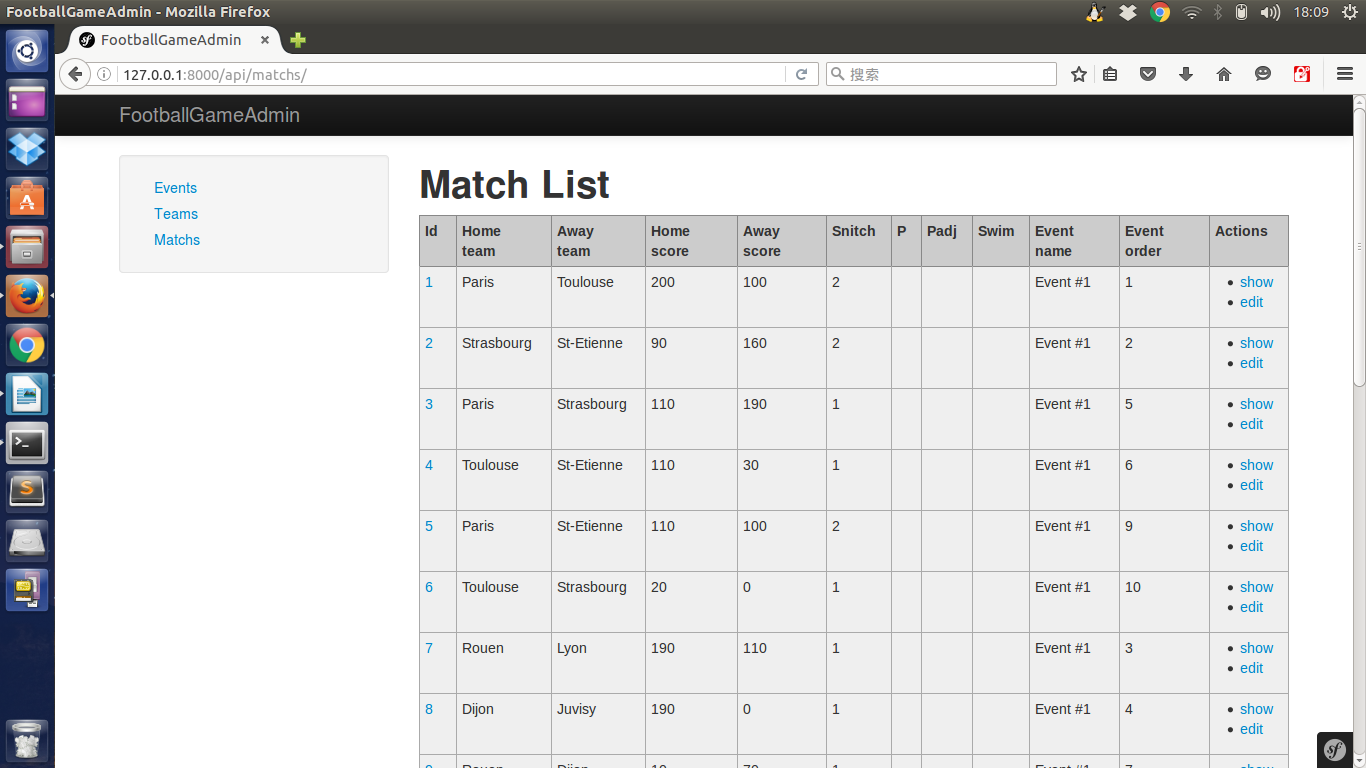 FootballGameAdmin - Mozilla Firefox
18:09
FootballGameAdmin
127.0.0.1:8000/api/matchs/
搜索
FootballGameAdmin
Events
Teams
Matchs
Match List
Id Home team Away team Home score Away score Snitch P Padj Swim Event name Event order Actions
1 Paris Toulouse 200 100 2 Event #1 1 show
edit
2 Strasbourg St-Etienne 90 160 2 Event #1 2 show
edit
3 Paris Strasbourg 110 190 1 Event #1 5 show
edit
4 Toulouse St-Etienne 110 30 1 Event #1 6 show
edit
5 Paris St-Etienne 110 100 2 Event #1 9 show
edit
6 Toulouse Strasbourg 20 0 1 Event #1 10 show
edit
7 Rouen Lyon 190 110 1 Event #1 3 show
edit
8 Dijon Juvisy 190 0 1 Event #1 4 show
edit